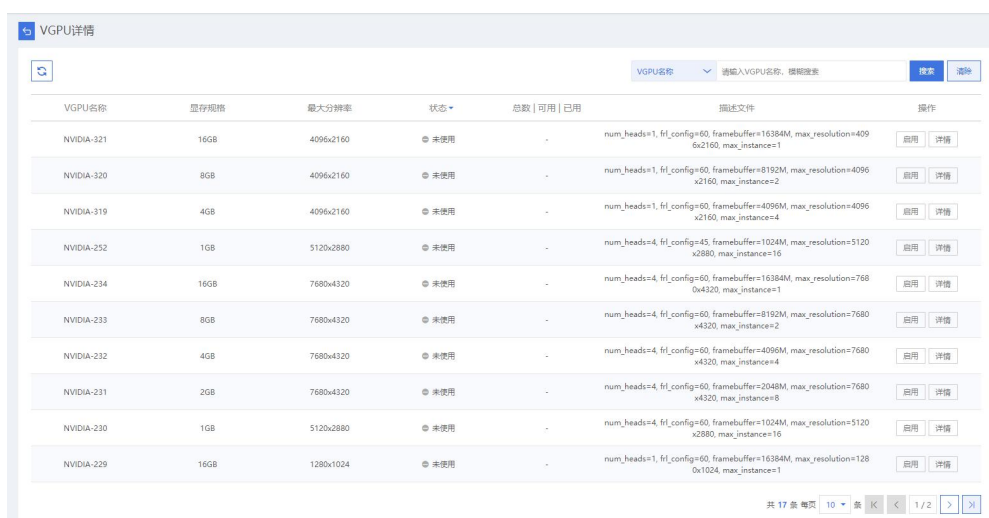 VGPU详情
VGPU名称 请输入VGPU名称，模糊搜索 搜索 清除
VGPU名称 显存规格 最大分辨率 状态 总数 | 可用 | 已用 描述文件 操作
NVIDIA-321 16GB 4096x2160 未使用 - num_heads=1, frl_config=60, framebuffer=16384M, max_resolution=409
6x2160, max_instance=1 启用 详情
NVIDIA-320 8GB 4096x2160 未使用 - num_heads=1, frl_config=60, framebuffer=8192M, max_resolution=4096
x2160, max_instance=2 启用 详情
NVIDIA-319 4GB 4096x2160 未使用 - num_heads=1, frl_config=60, framebuffer=4096M, max_resolution=4096
x2160, max_instance=4 启用 详情
NVIDIA-252 1GB 5120x2880 未使用 - num_heads=4, frl_config=45, framebuffer=1024M, max_resolution=5120
x2880, max_instance=16 启用 详情
NVIDIA-234 16GB 7680x4320 未使用 - num_heads=4, frl_config=60, framebuffer=16384M, max_resolution=768
0x4320, max_instance=1 启用 详情
NVIDIA-233 8GB 7680x4320 未使用 - num_heads=4, frl_config=60, framebuffer=8192M, max_resolution=7680
x4320, max_instance=2 启用 详情
NVIDIA-232 4GB 7680x4320 未使用 - num_heads=4, frl_config=60, framebuffer=4096M, max_resolution=7680
x4320, max_instance=4 启用 详情
NVIDIA-231 2GB 7680x4320 未使用 - num_heads=4, frl_config=60, framebuffer=2048M, max_resolution=7680
x4320, max_instance=8 启用 详情
NVIDIA-230 1GB 5120x2880 未使用 - num_heads=4, frl_config=60, framebuffer=1024M, max_resolution=5120
x2880, max_instance=16 启用 详情
NVIDIA-229 16GB 1280x1024 未使用 - num_heads=1, frl_config=60, framebuffer=16384M, max_resolution=128
0x1024, max_instance=1 启用 详情
共 17 条 每页 10 条 1 / 2